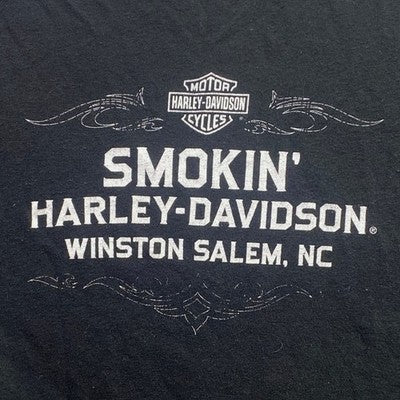 MOTOR
HARLEY-DAVIDSON
CYCLES
SMOKIN'
HARLEY-DAVIDSON®
WINSTON SALEM, NC